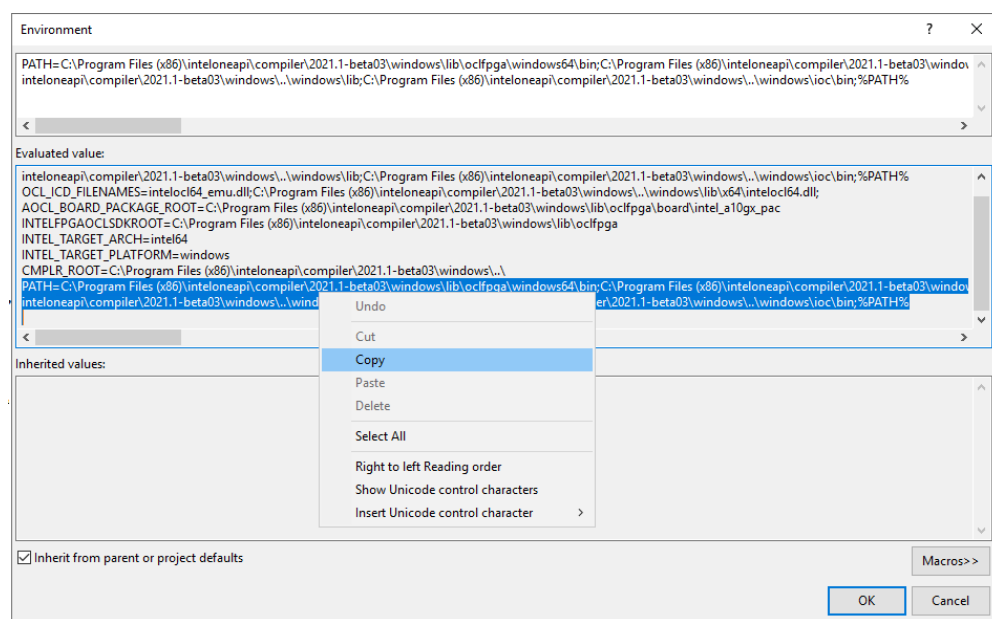 Environment
?
PATH=C:\Program Files (x86)\inteloneapi\compiler\2021.1-beta03\windows\lib\oclfpga\windows64\bin;C:\Program Files (x86)\inteloneapi\compiler\2021.1-beta03\window
inteloneapi\compiler\2021.1-beta03\windows\..\windows\lib;C:\Program Files (x86)\inteloneapi\compiler\2021.1-beta03\windows\..\windows\ioc\bin;%PATH%
Evaluated value:
inteloneapi\compiler\2021.1-beta03\windows\..\windows\lib;C:\Program Files (x86)\inteloneapi\compiler\2021.1-beta03\windows\..\windows\ioc\bin;%PATH%
OCL_ICD_FILENAMES=intelocl64_emu.dll;C:\Program Files (x86)\inteloneapi\compiler\2021.1-beta03\windows\..\windows\lib\x64\intelocl64.dll;
AOCL_BOARD_PACKAGE_ROOT=C:\Program Files (x86)\inteloneapi\compiler\2021.1-beta03\windows\lib\oclfpga\board\intel_a10gx_pac
INTELFPGAOCLSDKROOT=C:\Program Files (x86)\inteloneapi\compiler\2021.1-beta03\windows\lib\oclfpga
INTEL_TARGET_ARCH=intel64
INTEL_TARGET_PLATFORM=windows
CMPLR_ROOT=C:\Program Files (x86)\inteloneapi\compiler\2021.1-beta03\windows\..\
PATH=C:\Program Files (x86)\inteloneapi\compiler\2021.1-beta03\windows\lib\oclfpga\windows64\bin;C:\Program Files (x86)\inteloneapi\compiler\2021.1-beta03\window
inteloneapi\compiler\2021.1-beta03\windows\..\wind er\2021.1-beta03\windows\..\windows\ioc\bin;%PATH%
Undo
Cut
Copy
Paste
Delete
Select All
Right to left Reading order
Show Unicode control characters
Insert Unicode control character
Inherited values:
Inherit from parent or project defaults
Macros>>
OK
Cancel